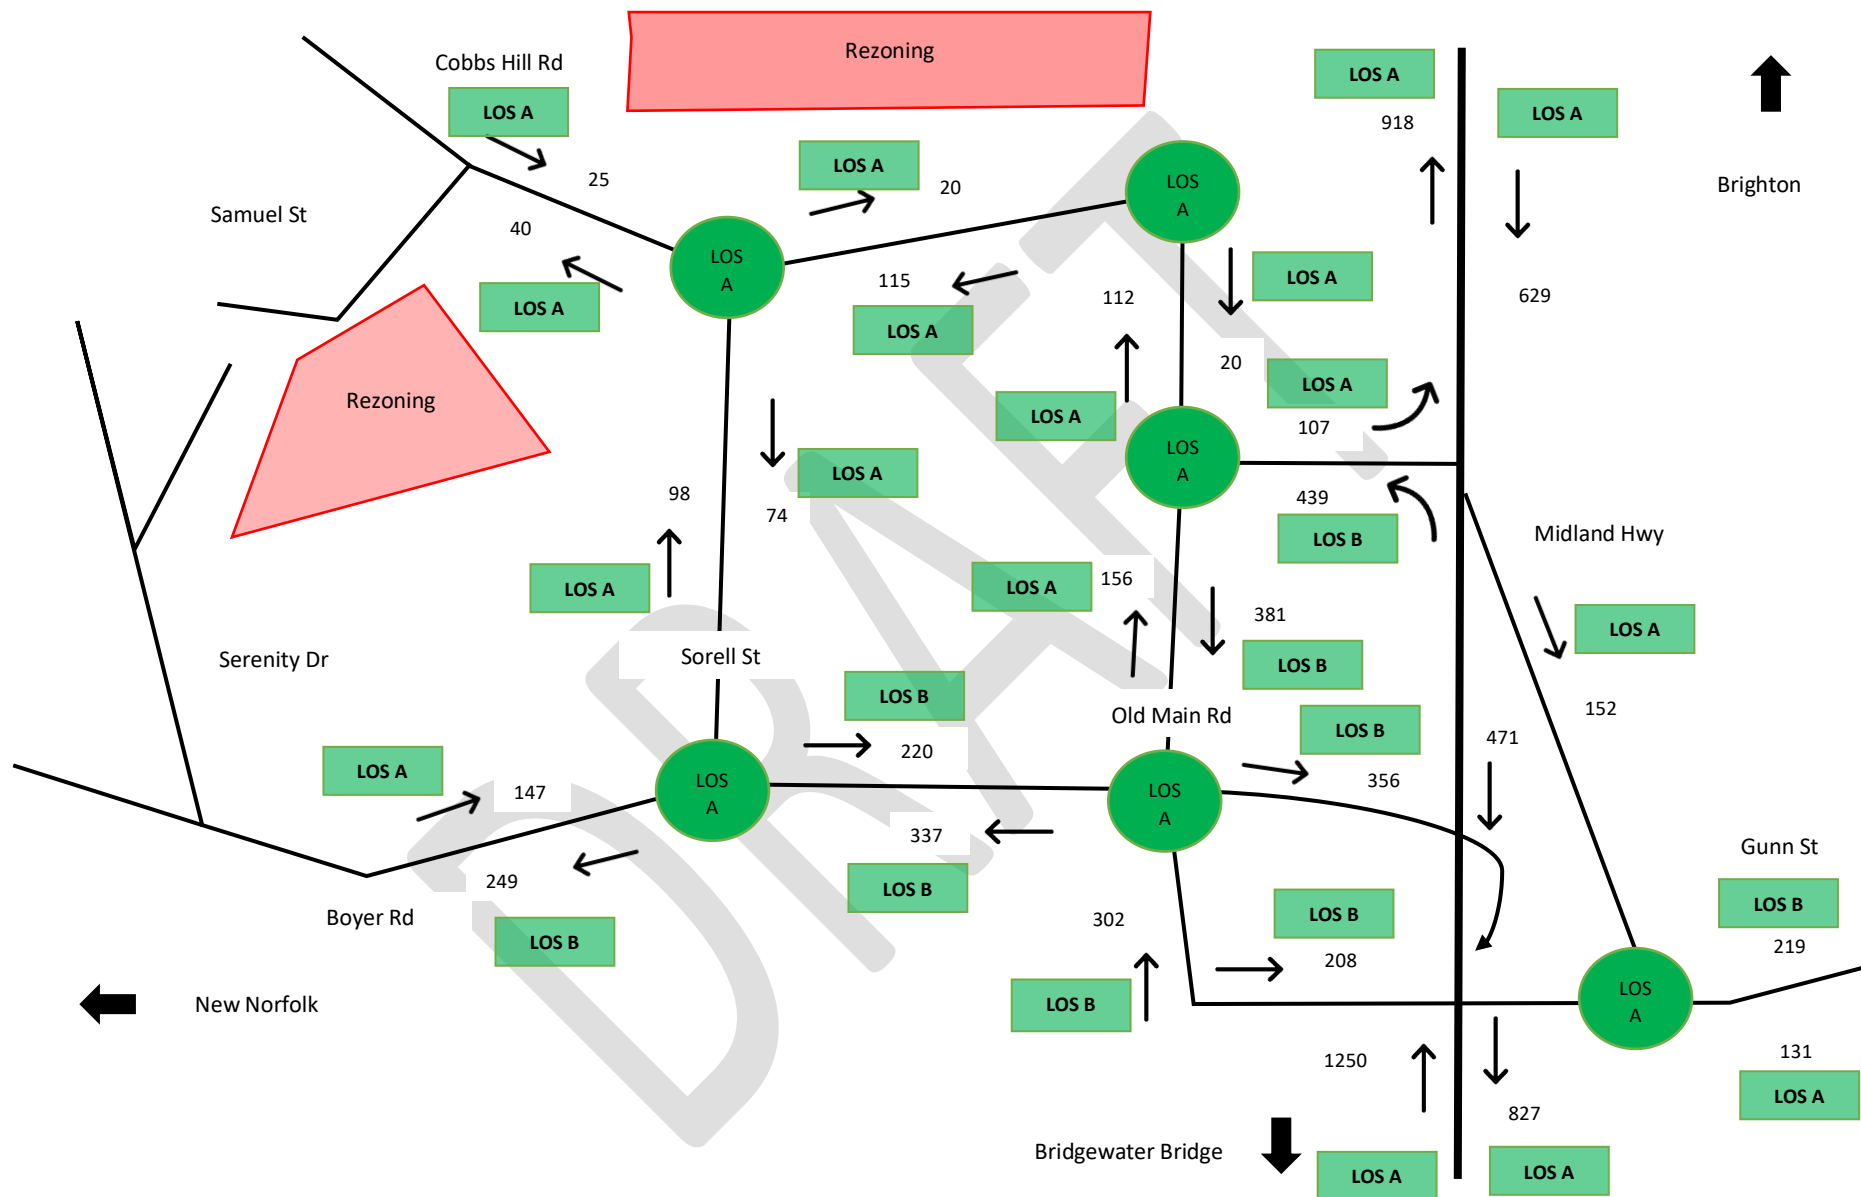 Rezoning
Cobbs Hill Rd
LOS A
918
LOS A
LOS A
25
LOS A
20
LOS
A
Brighton
Samuel St
40
LOS
A
LOS A
115
LOS A
112
LOS A
629
20
LOS A
107
Rezoning
LOS A
LOS
A
98
LOS A
74
439
LOS B
Midland Hwy
LOS A
LOS A
156
381
LOS B
LOS A
Serenity Dr
Sorell St
LOS B
220
Old Main Rd
LOS B
356
471
152
LOS A
147
LOS
A
LOS
A
337
LOS B
Gunn St
LOS B
219
249
Boyer Rd
LOS B
302
LOS B
LOS B
208
New Norfolk
LOS
A
1250
131
LOS A
827
Bridgewater Bridge
LOS A
LOS A
DRAFT